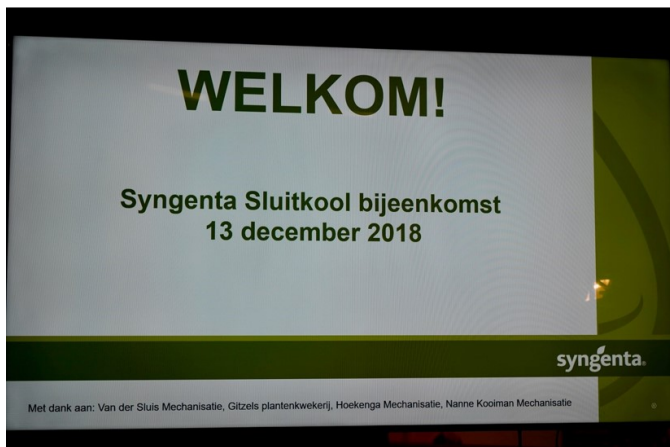 WELKOM!
Syngenta Sluitkool bijeenkomst
13 december 2018
syngenta.
Met dank aan: Van der Sluis Mechanisatie, Gitzels plantenkwekerij, Hoekenga Mechanisatie, Nanne Kooiman Mechanisatie